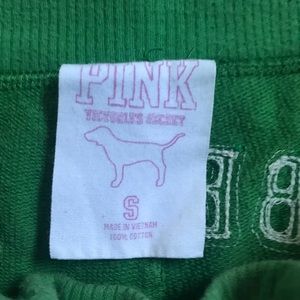 PINK
VICTORIA'S SECRET
S
MADE IN VIETNAM
100% COTTON